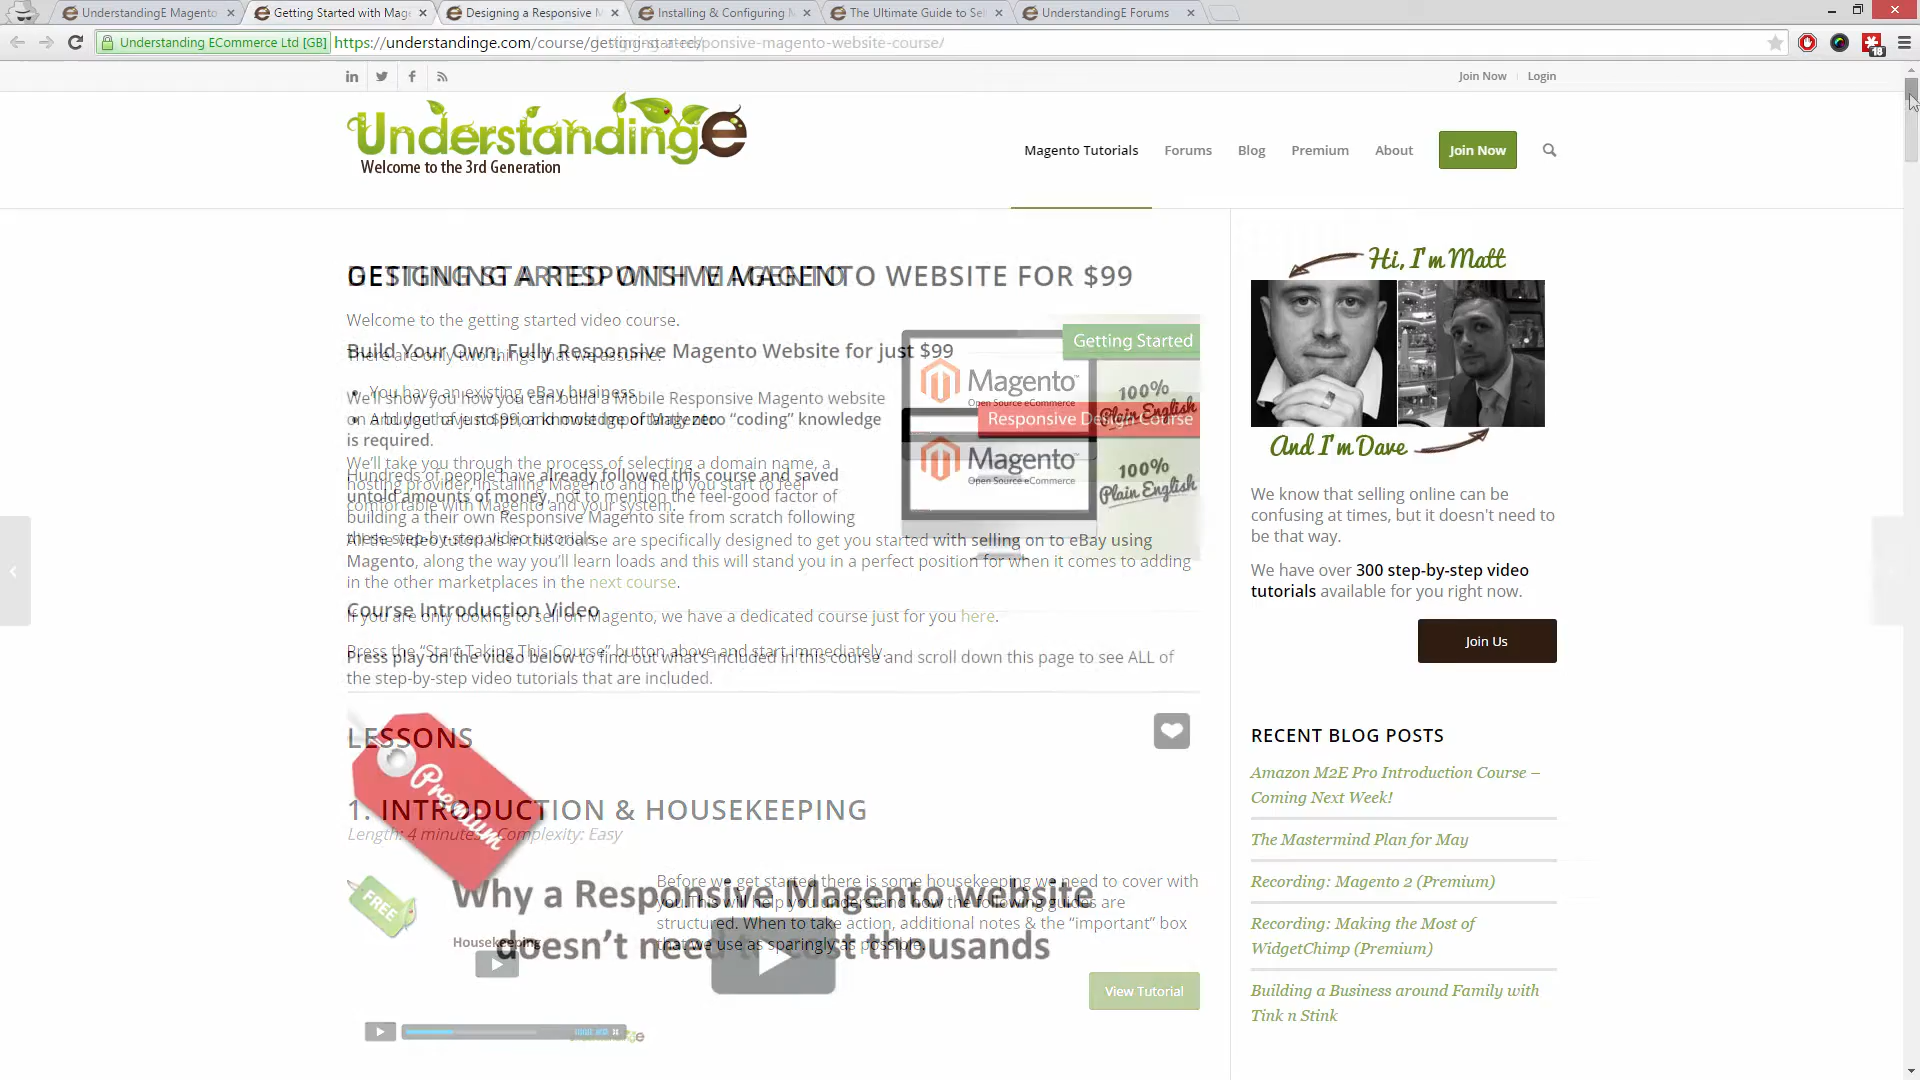 UnderstandingE Magento
Getting Started with Mage
Designing a Responsive M
Installing & Configuring M
The Ultimate Guide to Sel
UnderstandingE Forums
Understanding ECommerce Ltd [GB]
https://understandinge.com/course/getting-started/
responsive-magento-website-course/
18
Join Now
Login
UnderstandingE
Welcome to the 3rd Generation
Magento Tutorials
Forums
Blog
Premium
About
Join Now
GETTING STARTED WITH MAGENTO
DESIGNING A RESPONSIVE MAGENTO WEBSITE FOR $99
Welcome to the getting started video course.
There are only two things that we assume:
Build Your Own, Fully Responsive Magento Website for just $99
You have an existing eBay business
And you have no prior knowledge of Magento
We'll show you how you can build a Mobile Responsive Magento website
on a budget of just $99, and most importantly zero “coding” knowledge
is required.
We’ll take you through the process of selecting a domain name, a
hosting provider, installing Magento and help you start to feel
comfortable with Magento and your system.
Hundreds of people have already followed this course and saved
untold amounts of money, not to mention the feel-good factor of
building a their own Responsive Magento site from scratch following
these step-by-step video tutorials.
All the video tutorials in this course are specifically designed to get you started with selling on to eBay using
Magento, along the way you’ll learn loads and this will stand you in a perfect position for when it comes to adding
in the other marketplaces in the next course.
Course Introduction Video
If you are only looking to sell on Magento, we have a dedicated course just for you here.
Press the “Start Taking This Course” button above and start immediately.
Press play on the video below to find out what’s included in this course and scroll down this page to see ALL of
the step-by-step video tutorials that are included.
Getting Started
Magento™
Open Source eCommerce
100%
Plain English
Responsive Design Course
Magento™
Open Source eCommerce
100%
Plain English
LESSONS
Premium
1. INTRODUCTION & HOUSEKEEPING
Length: 4 minutes Complexity: Easy
FREE
Housekeeping
Before we get started there is some housekeeping we need to cover with
you. This will help you understand how the following guides are
structured. When to take action, additional notes & the “important” box
that we use as sparingly as possible.
Why a Responsive Magento website
doesn’t need to cost thousands
View Tutorial
Hi, I'm Matt
And I'm Dave
We know that selling online can be
confusing at times, but it doesn't need to
be that way.
We have over 300 step-by-step video
tutorials available for you right now.
Join Us
RECENT BLOG POSTS
Amazon M2E Pro Introduction Course –
Coming Next Week!
The Mastermind Plan for May
Recording: Magento 2 (Premium)
Recording: Making the Most of
WidgetChimp (Premium)
Building a Business around Family with
Tink n Stink